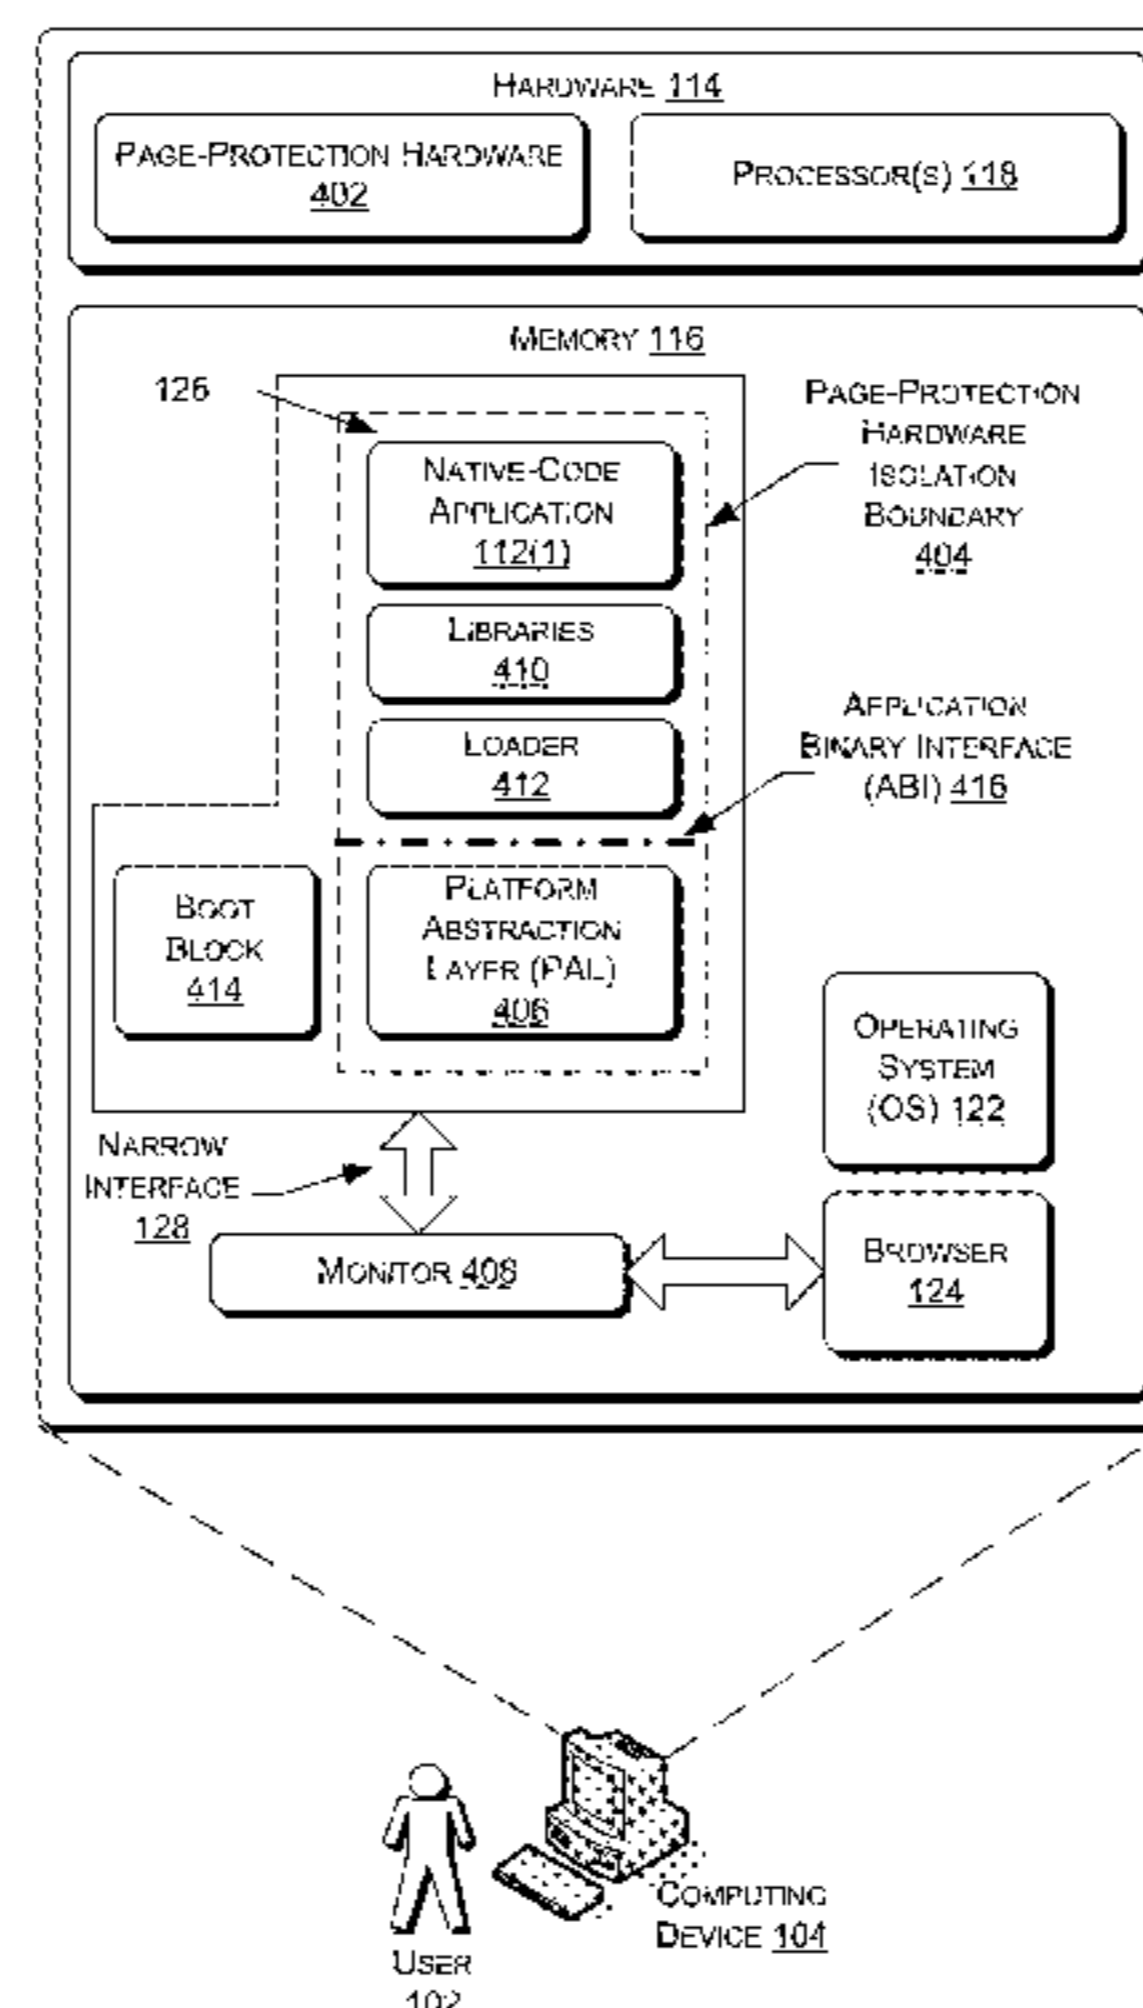 HARDWARE 114
PAGE-PROTECTION HARDWARE
402
PROCESSOR(S) 118
MEMORY 116
126
PAGE-PROTECTION
HARDWARE
ISOLATION
BOUNDARY
404
NATIVE-CODE
APPLICATION
112(1)
LIBRARIES
410
LOADER
412
APPLICATION
BINARY INTERFACE
(ABI) 416
BOOT
BLOCK
414
PLATFORM
ABSTRACTION
LAYER (PAL)
406
OPERATING
SYSTEM
(OS) 122
NARROW
INTERFACE
128
MONITOR 408
BROWSER
124
COMPUTING
DEVICE 104
USER
102